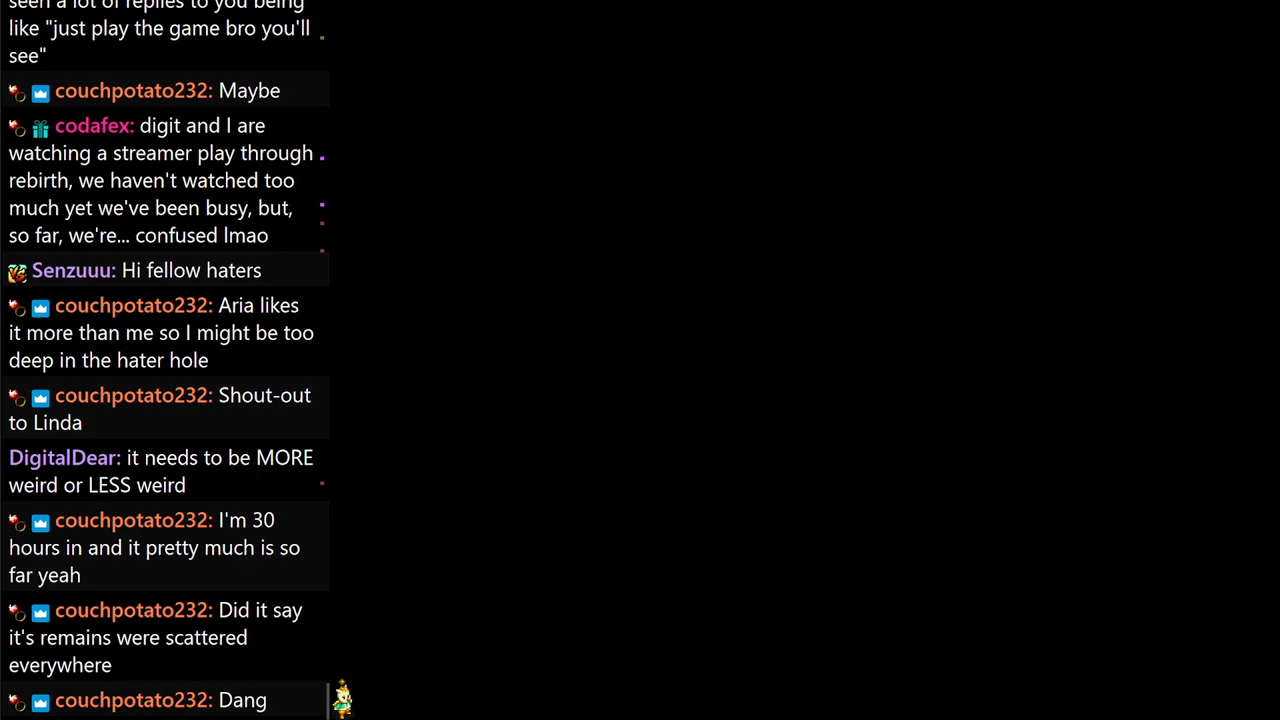 seen a lot of replies to you being
like "just play the game bro you'll
see"
couchpotato232: Maybe
codafex: digit and I are
watching a streamer play through
rebirth, we haven't watched too
much yet we've been busy, but,
so far, we're... confused lmao
Senzuuu: Hi fellow haters
couchpotato232: Aria likes
it more than me so I might be too
deep in the hater hole
couchpotato232: Shout-out
to Linda
DigitalDear: it needs to be MORE
weird or LESS weird
couchpotato232: I'm 30
hours in and it pretty much is so
far yeah
couchpotato232: Did it say
it's remains were scattered
everywhere
couchpotato232: Dang